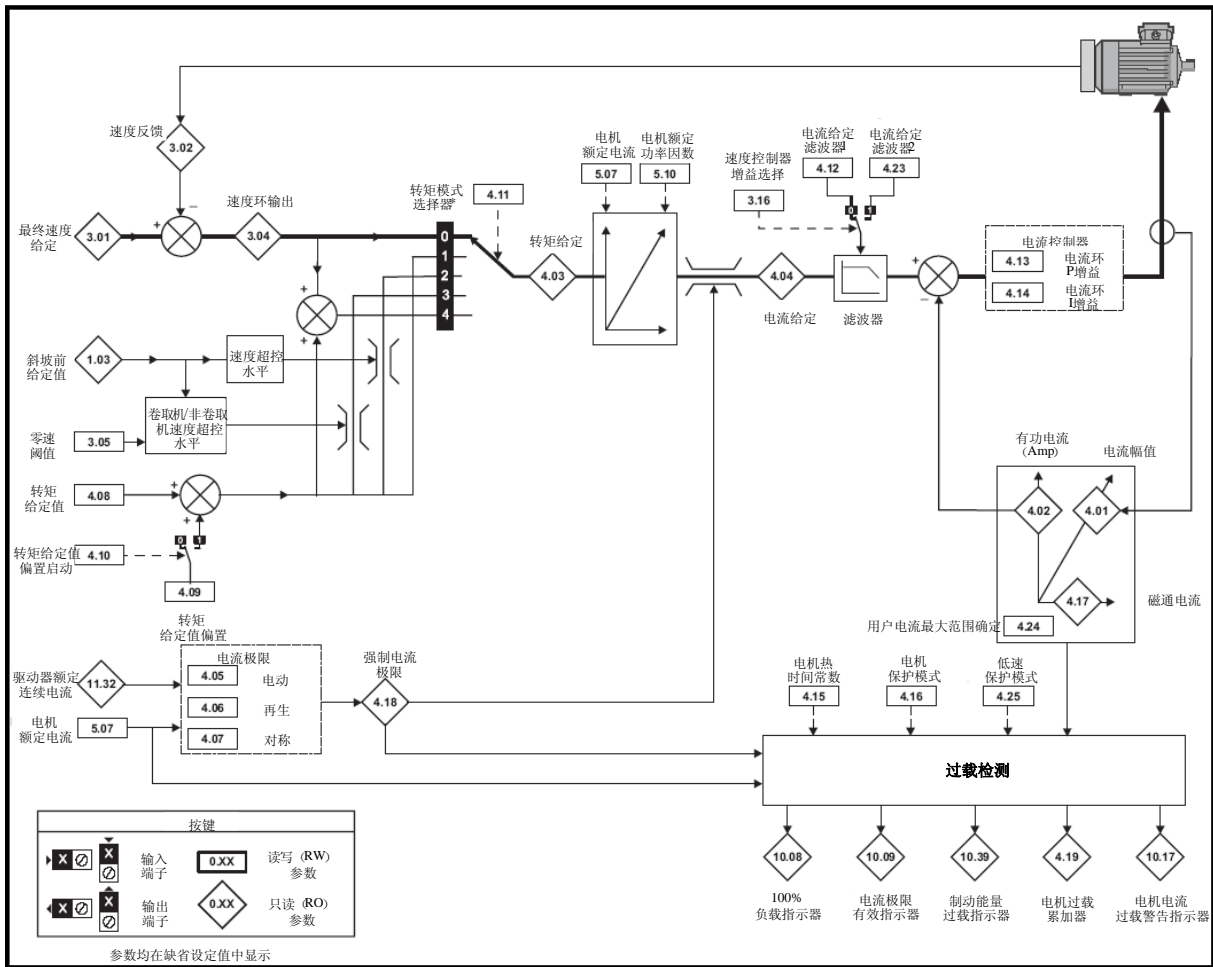 速度反馈
3.02
最终速度
给定
3.01
+
−
速度环输出
3.04
转矩模式
选择器
4.11
0
1
2
3
4
转矩给定
4.03
电机
额定电流
5.07
电机额定
功率因数
5.10
速度控制器
增益选择
3.16
电流给定
滤波器1
4.12
电流给定
滤波器2
4.23
0
1
4.04
电流给定
滤波器
−
电流控制器
4.13
电流环
P增益
4.14
电流环
I增益
+
+
斜坡前
给定值
1.03
速度超控
水平
卷取机/非卷取
机速度超控
水平
零速
阈值
3.05
转矩
给定值
4.08
+
+
0
1
转矩给定值
偏置启动
4.10
4.09
转矩
给定值偏置
有功电流
(Amp)
电流幅值
4.02
4.01
4.17
磁通电流
用户电流最大范围确定
4.24
驱动器额定
连续电流
11.32
电机
额定电流
5.07
电流极限
4.05
电动
4.06
再生
4.07
对称
强制电流
极限
4.18
电机热
时间常数
4.15
电机
保护模式
4.16
低速
保护模式
4.25
过载检测
10.08
100%
负载指示器
10.09
电流极限
有效指示器
10.39
制动能量
过载指示器
4.19
电机过载
累加器
10.17
电机电流
过载警告指示器
按键
X
X
输入
端子
0.XX
读写 (RW)
参数
X
X
输出
端子
0.XX
只读 (RO)
参数
参数均在缺省设定值中显示